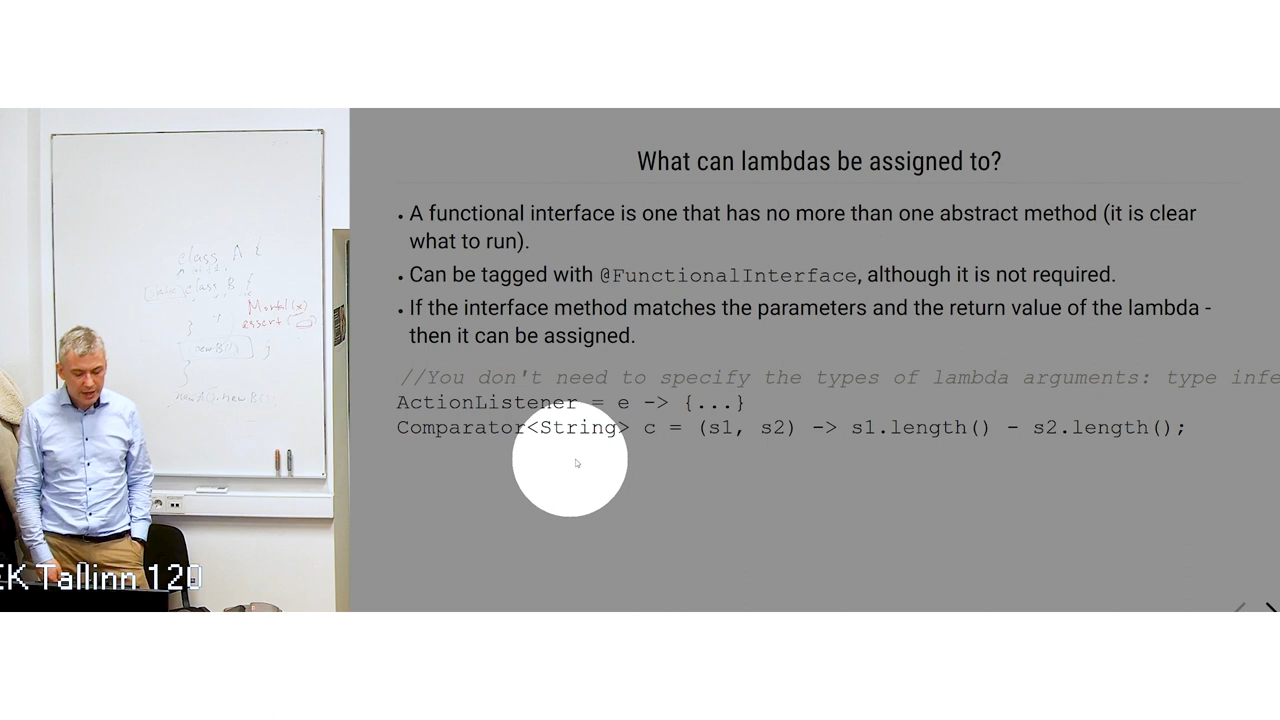 What can lambdas be assigned to?
• A functional interface is one that has no more than one abstract method (it is clear
what to run).
• Can be tagged with @FunctionalInterface, although it is not required.
• If the interface method matches the parameters and the return value of the lambda -
then it can be assigned.
//You don't need to specify the types of lambda arguments: type infe
ActionListener = e -> {...}
Comparator<String> c = (s1, s2) -> s1.length() - s2.length();
class A {
class B {
Mortal(x)
assert(
}
new B()
}
}
new A().new B()
EK Tallinn 120